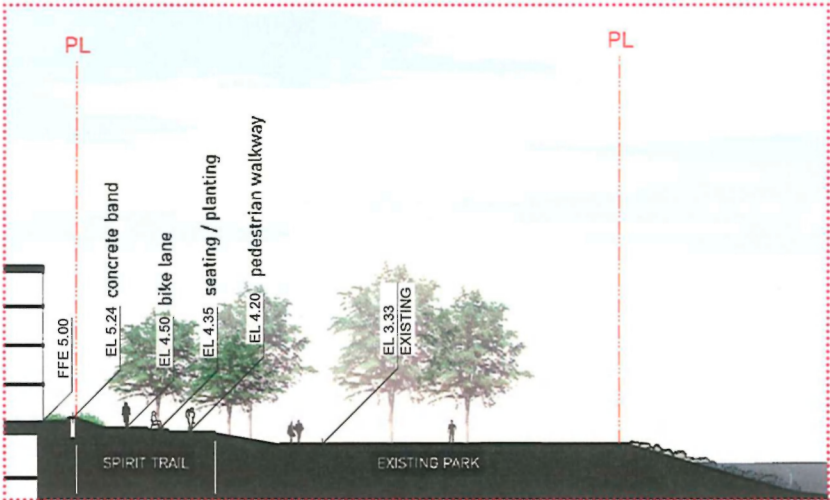 PL
PL
FFE 5.00
EL 5.24 concrete band
EL 4.50 bike lane
EL 4.35 seating / planting
EL 4.20 pedestrian walkway
EL 3.33
EXISTING
SPIRIT TRAIL
EXISTING PARK